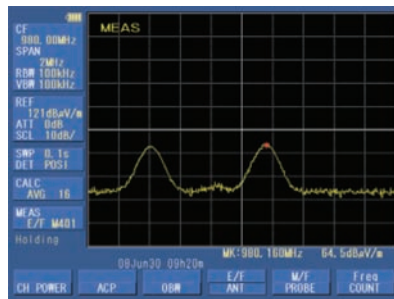 MEAS
CF
980.00MHz
SPAN
2MHz
RBW 100kHz
VBW 100kHz
REF
121dBμV/m
ATT 0dB
SCL 10dB/
SWP 0.1s
DET POSI
CALC
AVG 16
MEAS
E/F M401
Holding
MK:980.160MHz 64.5dBμV/m
08Jun30 09h20m
CH POWER
ACP
OBW
E/F
ANT
M/F
PROBE
Freq
COUNT